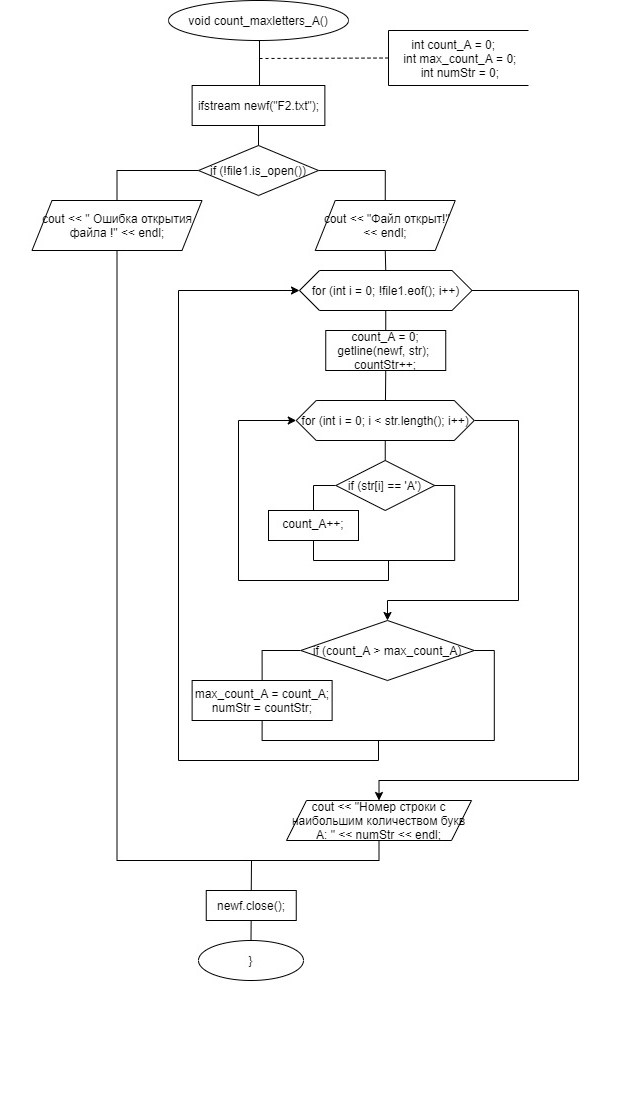 void count_maxletters_A()
int count_A = 0;
int max_count_A = 0;
int numStr = 0;
ifstream newf("F2.txt");
if (!file1.is_open())
cout << " Ошибка открытия
файла !" << endl;
cout << "Файл открыт!"
<< endl;
for (int i = 0; !file1.eof(); i++)
count_A = 0;
getline(newf, str);
countStr++;
for (int i = 0; i < str.length(); i++)
if (str[i] == 'A')
count_A++;
if (count_A > max_count_A)
max_count_A = count_A;
numStr = countStr;
cout << "Номер строки с
наибольшим количеством букв
А: " << numStr << endl;
newf.close();
}